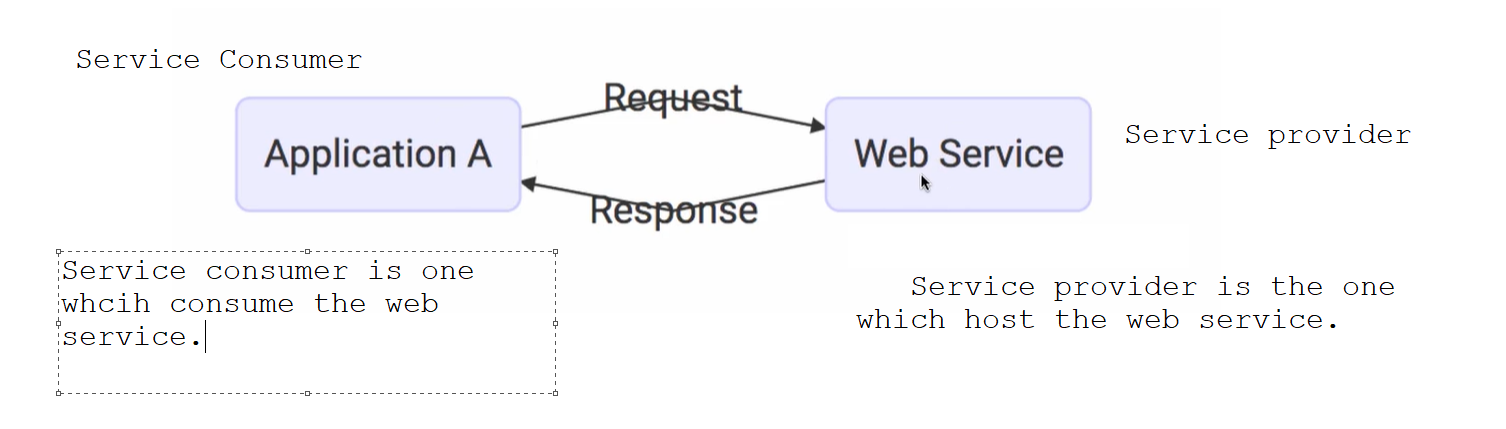 Service Consumer
Request
Application A
Web Service
Service provider
Response
Service consumer is one
whcih consume the web
service.
Service provider is the one
which host the web service.